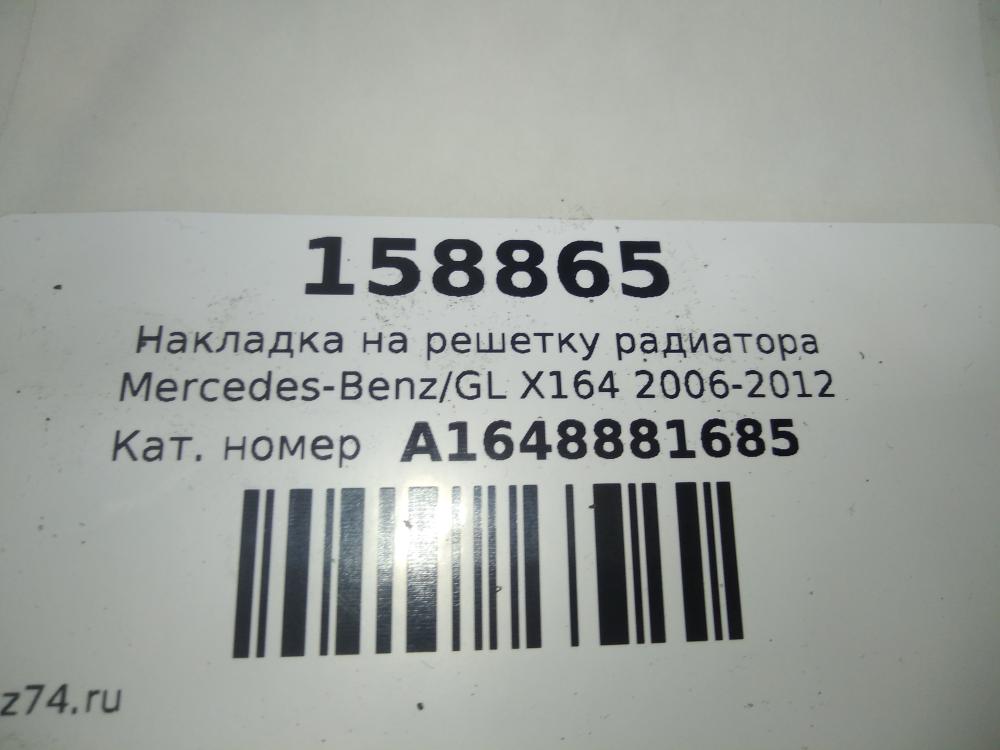 158865
Накладка на решетку радиатора
Mercedes-Benz/GL X164 2006-2012
Кат. номер A1648881685
z74.ru